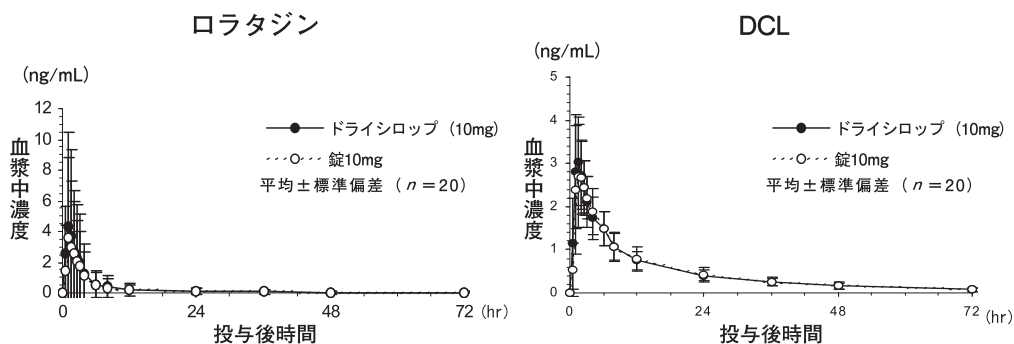 ロラタジン
(ng/mL)
12
10
8
6
4
2
0
血漿中濃度
ドライシロップ (10mg)
錠10mg
平均±標準偏差 (n=20)
0 24 36 48 72 (hr)
投与後時間
DCL
(ng/mL)
5
4
3
2
1
0
血漿中濃度
ドライシロップ (10mg)
錠10mg
平均±標準偏差 (n=20)
0 24 36 48 72 (hr)
投与後時間